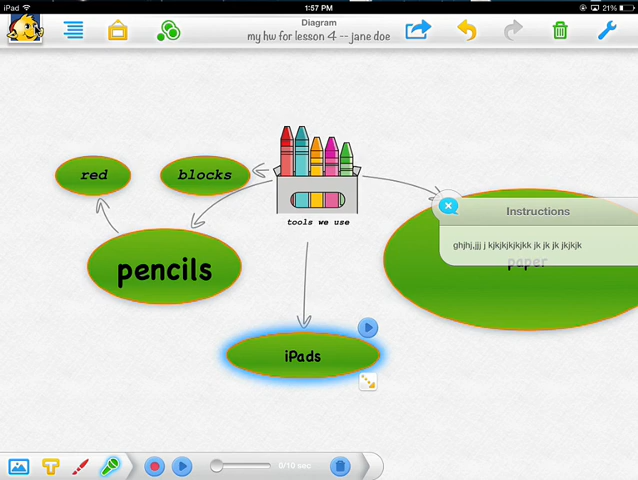 iPad
1:57 PM
21%
Diagram
my hw for lesson 4 -- jane doe
red
blocks
tools we use
Instructions
ghjhj,jjj j kjkjkjkjkjkk jk jk jk jkjkjk
pencils
paper
iPads
T
0/10 sec